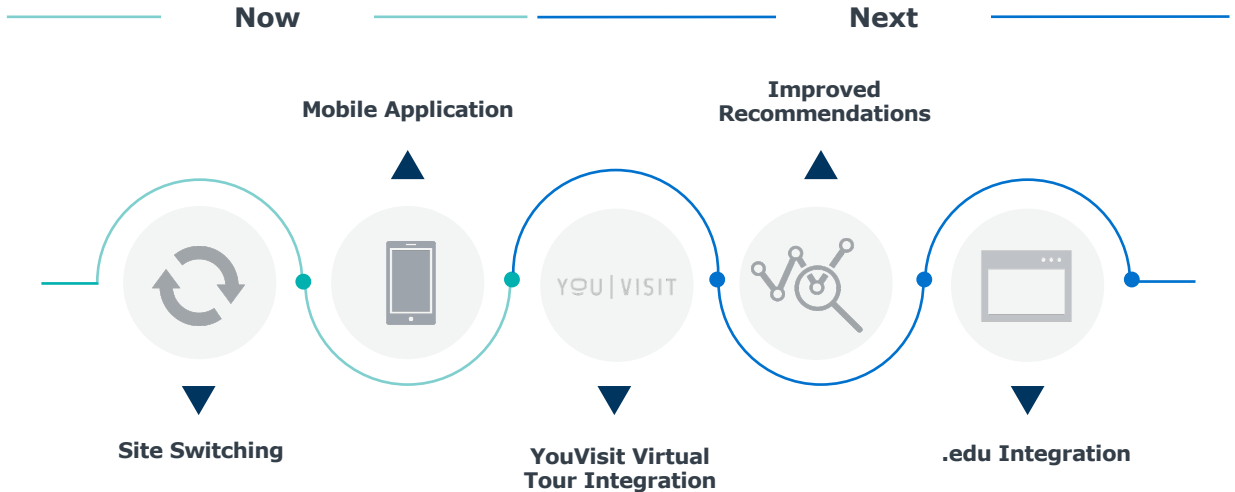 Now
Next
Mobile Application
Improved
Recommendations
YOU|VISIT
Site Switching
YouVisit Virtual
Tour Integration
.edu Integration